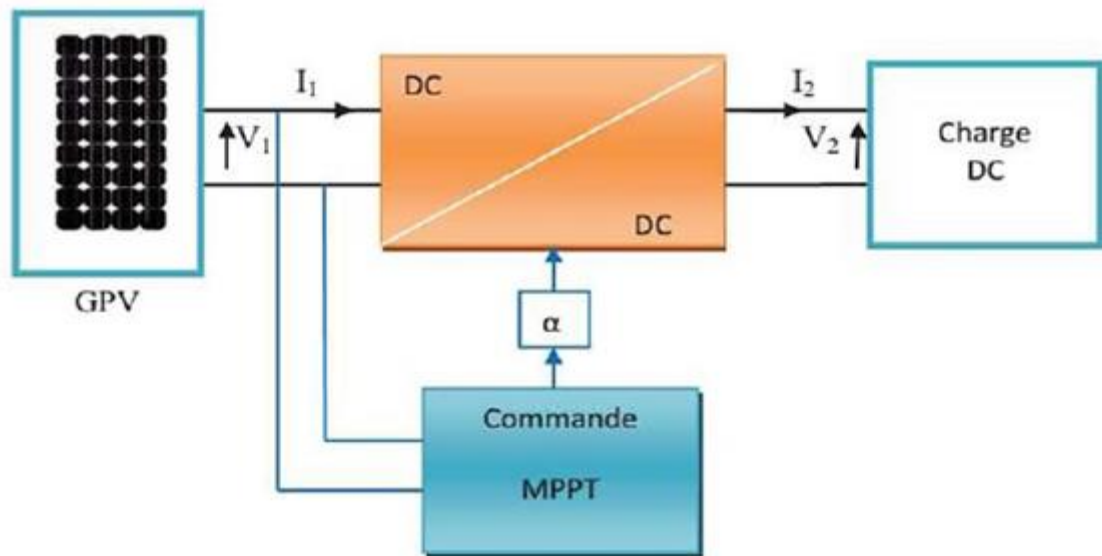 I₁
DC
I₂
V₁
V₂
Charge
DC
DC
GPV
α
Commande
MPPT